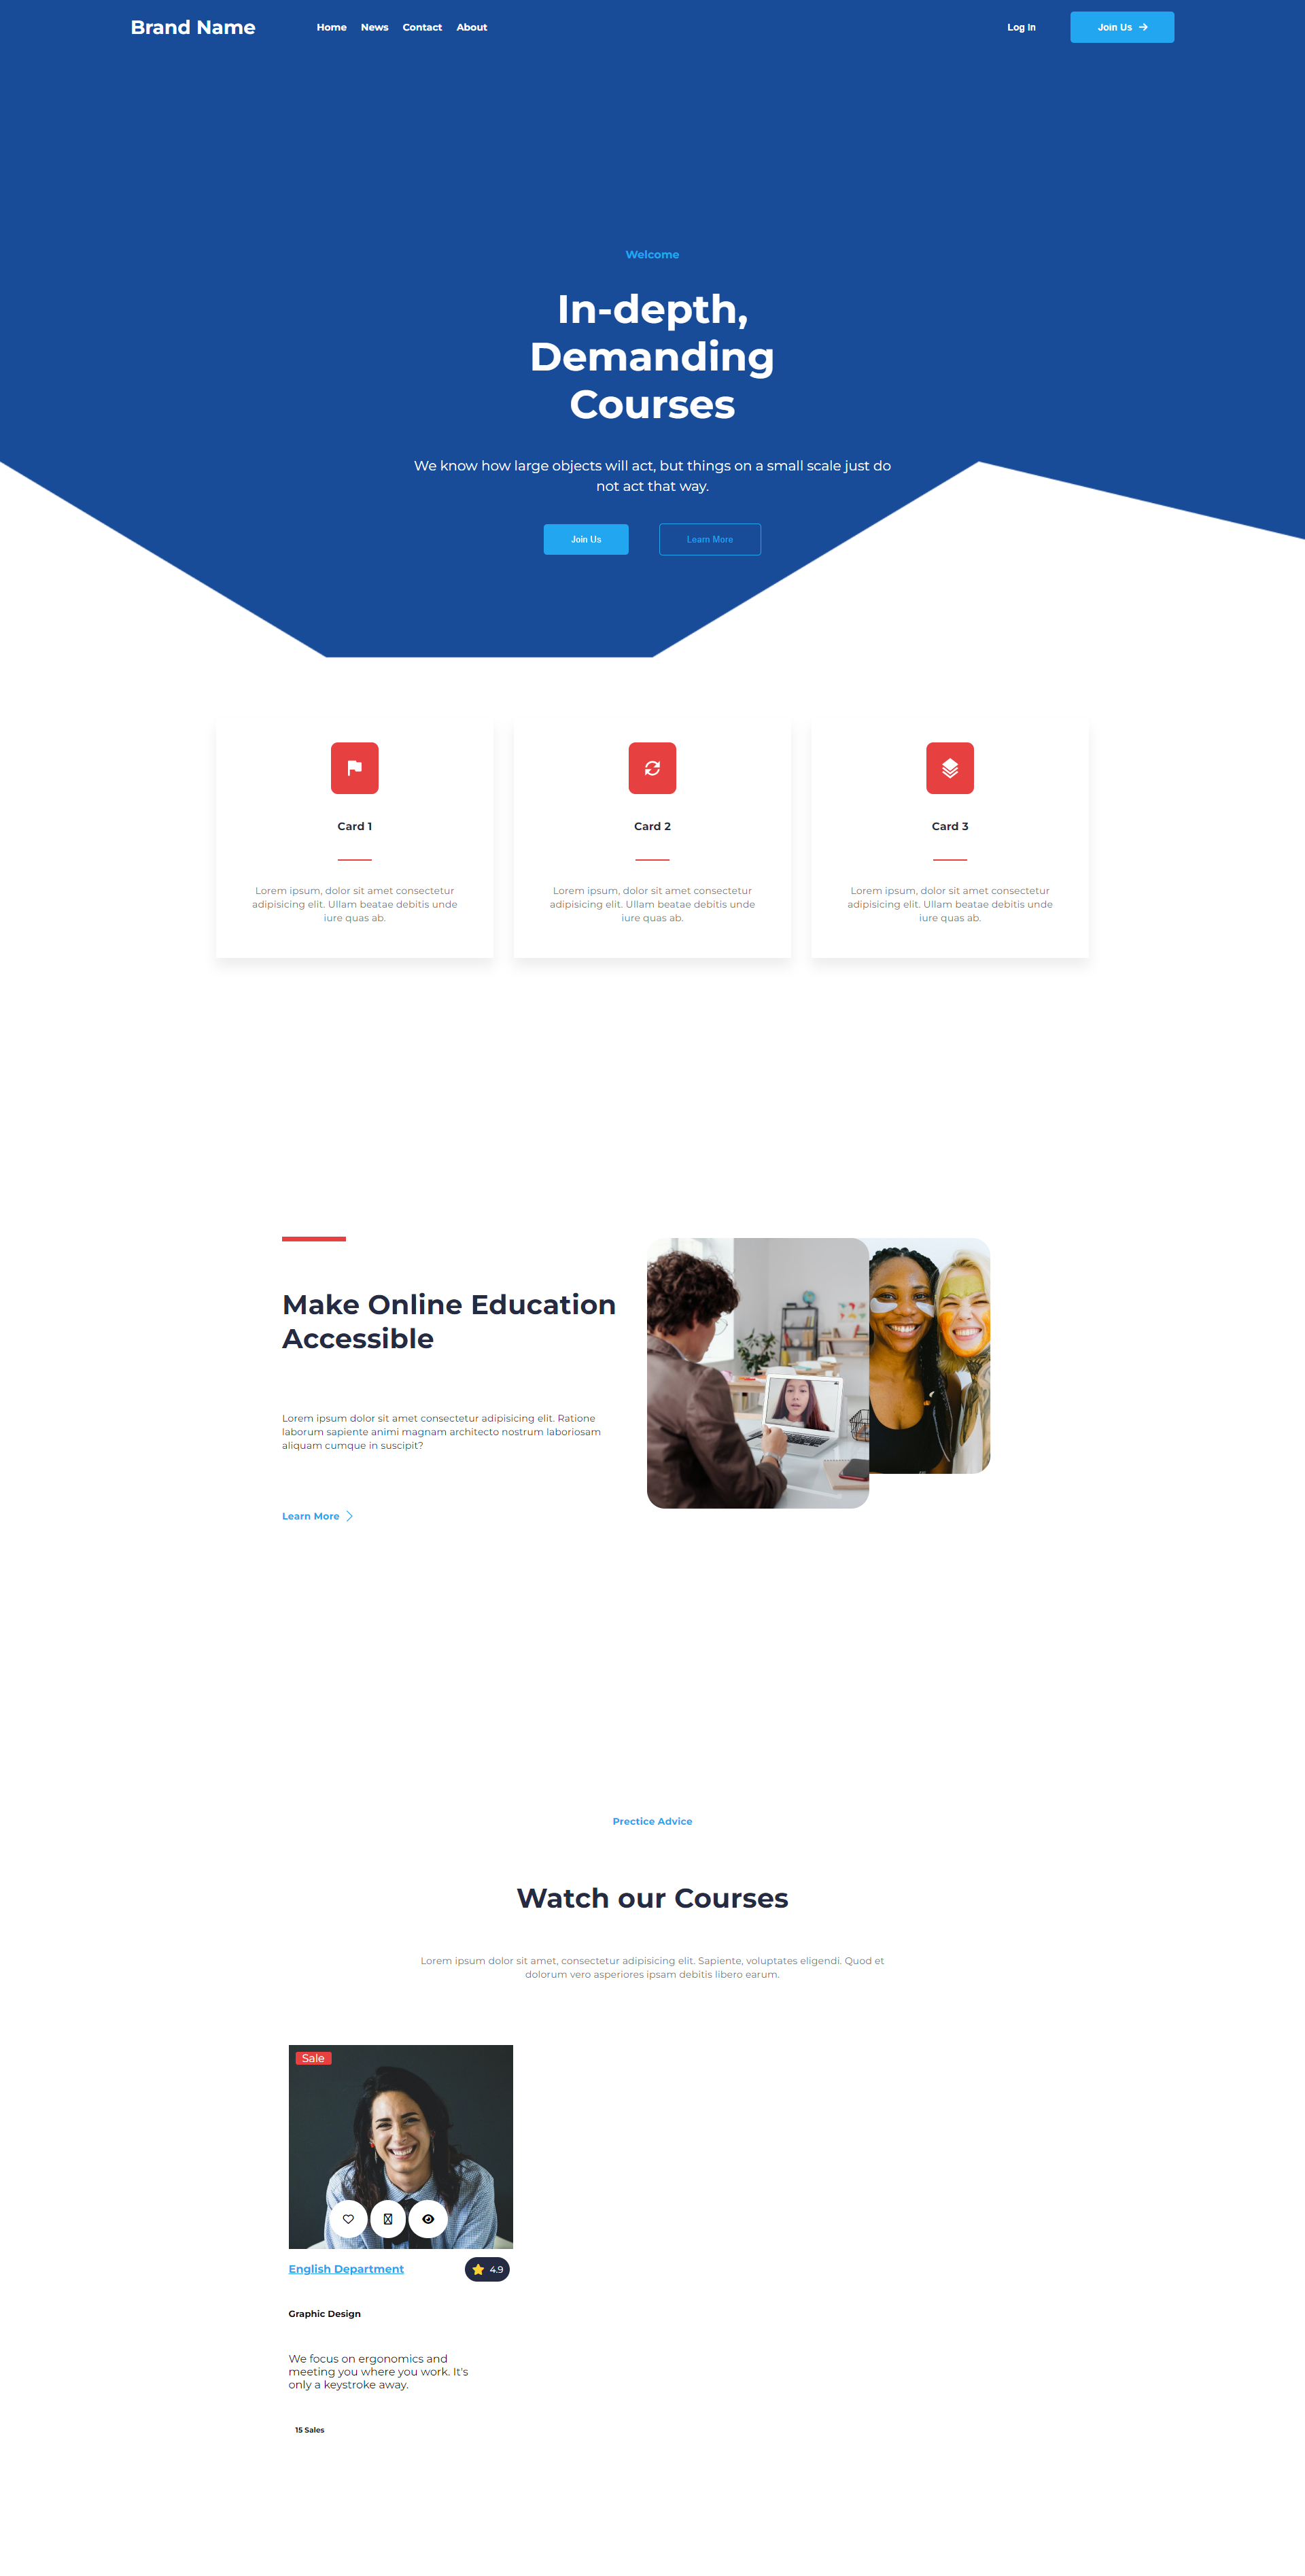 Brand Name
Home News Contact About
Log In
Join Us
Welcome
In-depth,
Demanding
Courses
We know how large objects will act, but things on a small scale just do
not act that way.
Join Us
Learn More
Card 1
Lorem ipsum, dolor sit amet consectetur
adipisicing elit. Ullam beatae debitis unde
iure quas ab.
Card 2
Lorem ipsum, dolor sit amet consectetur
adipisicing elit. Ullam beatae debitis unde
iure quas ab.
Card 3
Lorem ipsum, dolor sit amet consectetur
adipisicing elit. Ullam beatae debitis unde
iure quas ab.
Make Online Education
Accessible
Lorem ipsum dolor sit amet consectetur adipisicing elit. Ratione
laborum sapiente animi magnam architecto nostrum laboriosam
aliquam cumque in suscipit?
Learn More
Prectice Advice
Watch our Courses
Lorem ipsum dolor sit amet, consectetur adipisicing elit. Sapiente, voluptates eligendi. Quod et
dolorum vero asperiores ipsam debitis libero earum.
Sale
English Department
4.9
Graphic Design
We focus on ergonomics and
meeting you where you work. It's
only a keystroke away.
15 Sales